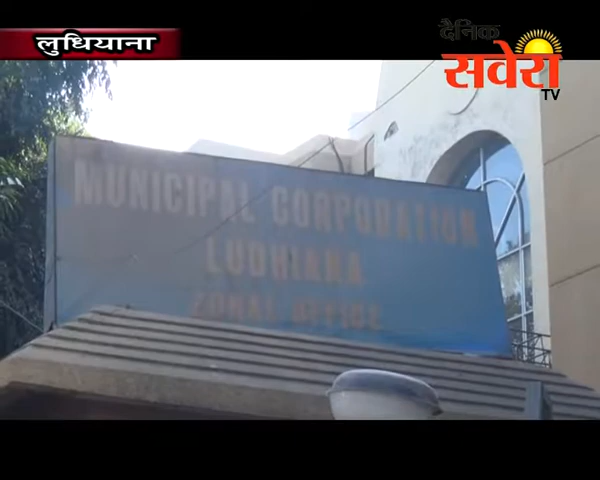 लुधियाना
दैनिक
सवेरा
TV
MUNICIPAL CORPORATION
LUDHIANA
ZONAL OFFICE